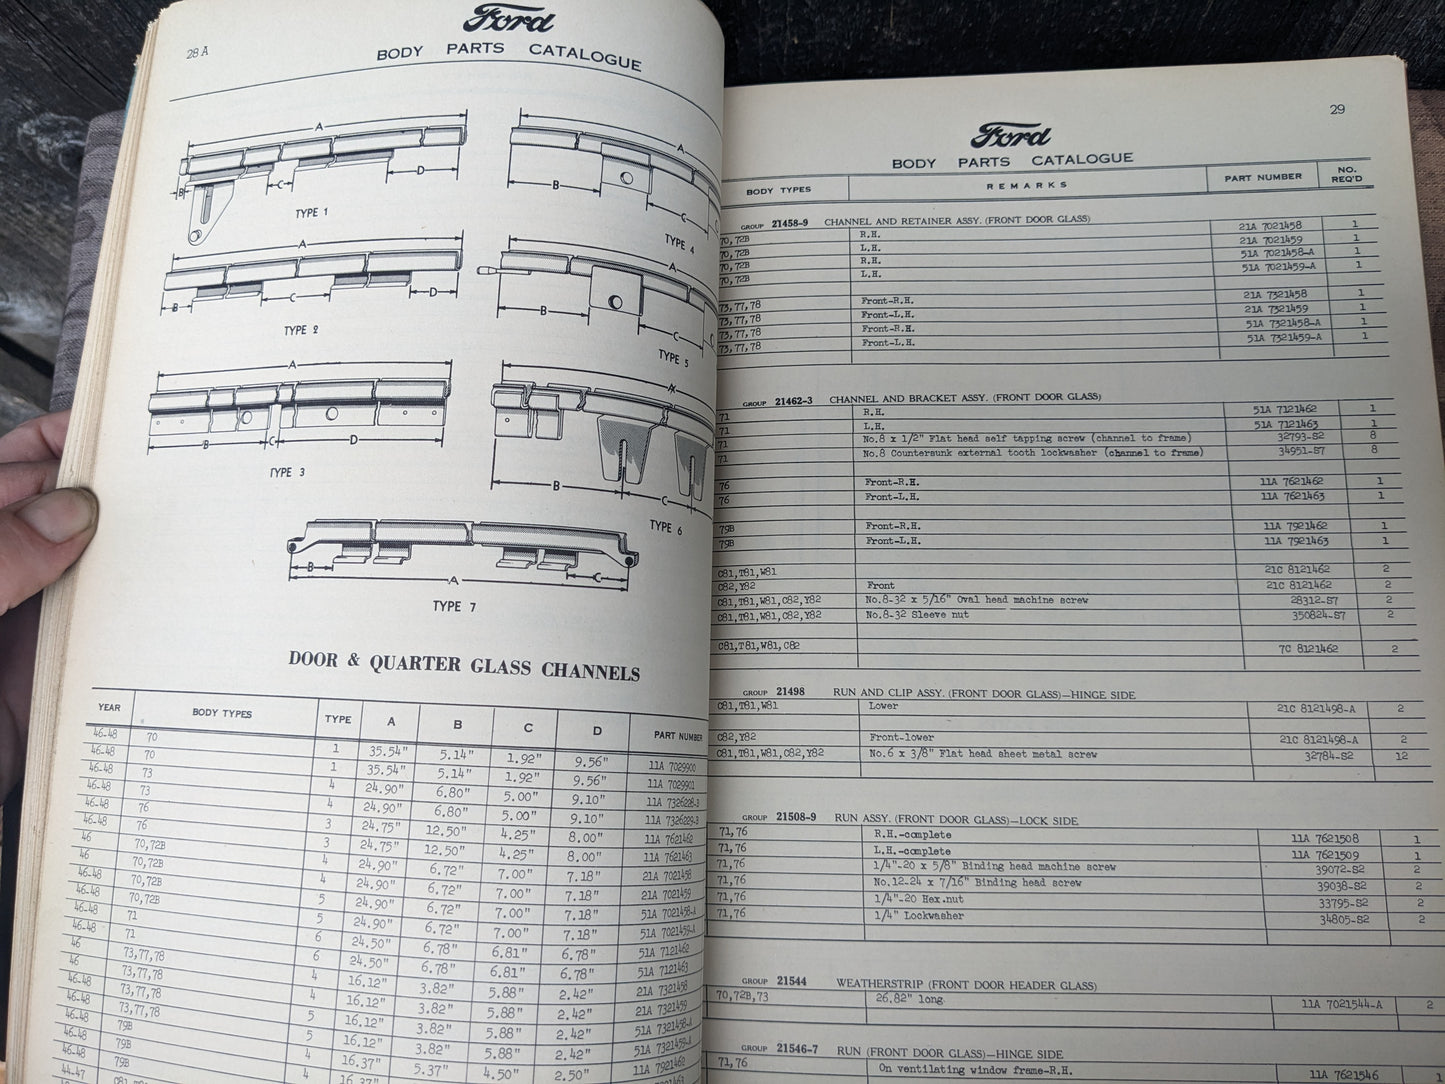 28 A
Ford
BODY PARTS CATALOGUE
A
B
C
D
TYPE 1
A
B
C
TYPE 4
A
B
C
D
TYPE 2
A
B
C
TYPE 5
A
B
C
D
TYPE 3
A
B
C
TYPE 6
B
A
C
TYPE 7
DOOR & QUARTER GLASS CHANNELS
YEAR BODY TYPES TYPE A B C D PART NUMBER
46-48 70 1 35.54" 5.14" 1.92" 9.56" 11A 7029900
46-48 70 1 35.54" 5.14" 1.92" 9.56" 11A 7029901
46-48 73 4 24.90" 6.80" 5.00" 9.10" 11A 7326228-B
46-48 73 4 24.90" 6.80" 5.00" 9.10" 11A 7326229-B
46-48 76 3 24.75" 12.50" 4.25" 8.00" 11A 7621462
46-48 76 3 24.75" 12.50" 4.25" 8.00" 11A 7621463
46 70,72B 4 24.90" 6.72" 7.00" 7.18" 21A 7021458
46 70,72B 4 24.90" 6.72" 7.00" 7.18" 21A 7021459
46-48 70,72B 5 24.90" 6.72" 7.00" 7.18" 51A 7021458-A
46-48 70,72B 5 24.90" 6.72" 7.00" 7.18" 51A 7021459-A
46-48 71 6 24.50" 6.78" 6.81" 6.78" 51A 7121462
46-48 71 6 24.50" 6.78" 6.81" 6.78" 51A 7121463
46 73,77,78 4 16.12" 3.82" 5.88" 2.42" 21A 7321458
46 73,77,78 4 16.12" 3.82" 5.88" 2.42" 21A 7321459
46-48 73,77,78 5 16.12" 3.82" 5.88" 2.42" 51A 7321458-A
46-48 73,77,78 5 16.12" 3.82" 5.88" 2.42" 51A 7321459-A
46-48 79B 4 16.37" 5.37" 4.50" 2.50" 11A 7921462
46-48 79B 4 16.37"
44-47
29
Ford
BODY PARTS CATALOGUE
BODY TYPES REMARKS PART NUMBER NO. REQ'D
GROUP 21458-9 CHANNEL AND RETAINER ASSY. (FRONT DOOR GLASS)
70,72B R.H. 21A 7021458 1
70,72B L.H. 21A 7021459 1
70,72B R.H. 51A 7021458-A 1
70,72B L.H. 51A 7021459-A 1
73,77,78 Front-R.H. 21A 7321458 1
73,77,78 Front-L.H. 21A 7321459 1
73,77,78 Front-R.H. 51A 7321458-A 1
73,77,78 Front-L.H. 51A 7321459-A 1
GROUP 21462-3 CHANNEL AND BRACKET ASSY. (FRONT DOOR GLASS)
71 R.H. 51A 7121462 1
71 L.H. 51A 7121463 1
71 No.8 x 1/2" Flat head self tapping screw (channel to frame) 32793-S2 8
71 No.8 Countersunk external tooth lockwasher (channel to frame) 34951-S7 8
76 Front-R.H. 11A 7621462 1
76 Front-L.H. 11A 7621463 1
79B Front-R.H. 11A 7921462 1
79B Front-L.H. 11A 7921463 1
C81,T81,W81 21C 8121462 2
C82,Y82 Front 21C 8121462 2
C81,T81,W81,C82,Y82 No.8-32 x 5/16" Oval head machine screw 28312-S7 2
C81,T81,W81,C82,Y82 No.8-32 Sleeve nut 350824-S7 2
C81,T81,W81,C82 7C 8121462 2
GROUP 21498 RUN AND CLIP ASSY. (FRONT DOOR GLASS)—HINGE SIDE
C81,T81,W81 Lower 21C 8121498-A 2
C82,Y82 Front-lower 21C 8121498-A 2
C81,T81,W81,C82,Y82 No.6 x 3/8" Flat head sheet metal screw 32784-S2 12
GROUP 21508-9 RUN ASSY. (FRONT DOOR GLASS)—LOCK SIDE
71,76 R.H.-complete 11A 7621508 1
71,76 L.H.-complete 11A 7621509 1
71,76 1/4"-20 x 5/8" Binding head machine screw 39072-S2 2
71,76 No.12-24 x 7/16" Binding head screw 39038-S2 2
71,76 1/4"-20 Hex.nut 33795-S2 2
71,76 1/4" Lockwasher 34805-S2 2
GROUP 21544 WEATHERSTRIP (FRONT DOOR HEADER GLASS)
70,72B,73 26.82" long 11A 7021544-A 2
GROUP 21546-7 RUN (FRONT DOOR GLASS)—HINGE SIDE
71,76 On ventilating window frame-R.H. 11A 7621546 1